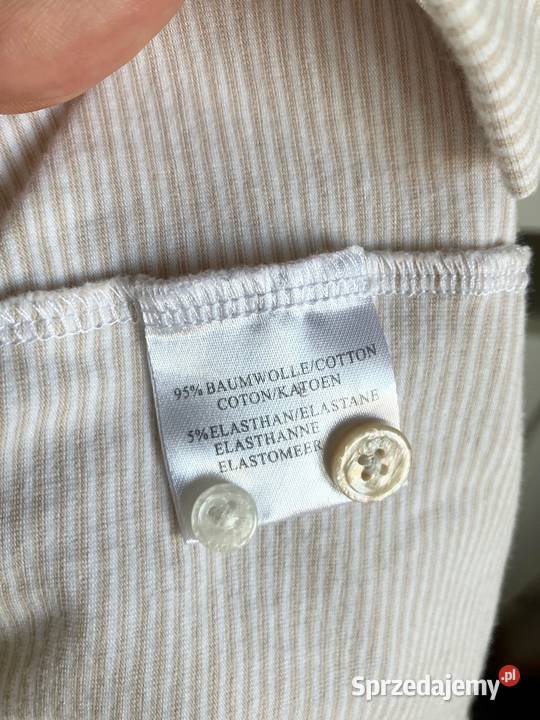 95% BAUMWOLLE/COTTON
COTON/KATOEN
5%ELASTHAN/ELASTANE
ELASTHANNE
ELASTOMEER
Sprzedajemy.pl